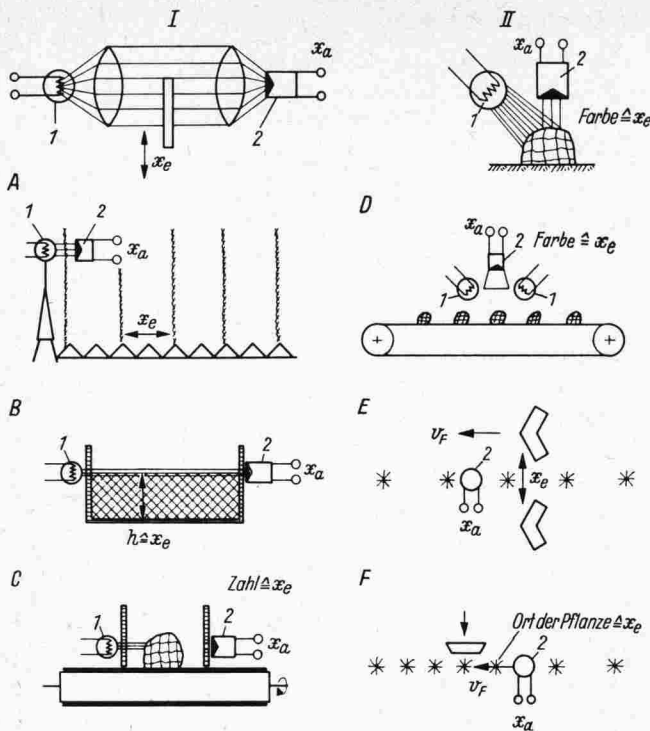 I
x_a
1
2
x_e
II
x_a
2
1
Farbe ≙ x_e
A
1
2
x_a
x_e
D
x_a
2
Farbe ≙ x_e
1
1
B
1
2
x_a
h ≙ x_e
E
v_F
2
x_e
x_a
C
Zahl ≙ x_e
1
2
x_a
F
Ort der Pflanze ≙ x_e
2
v_F
x_a